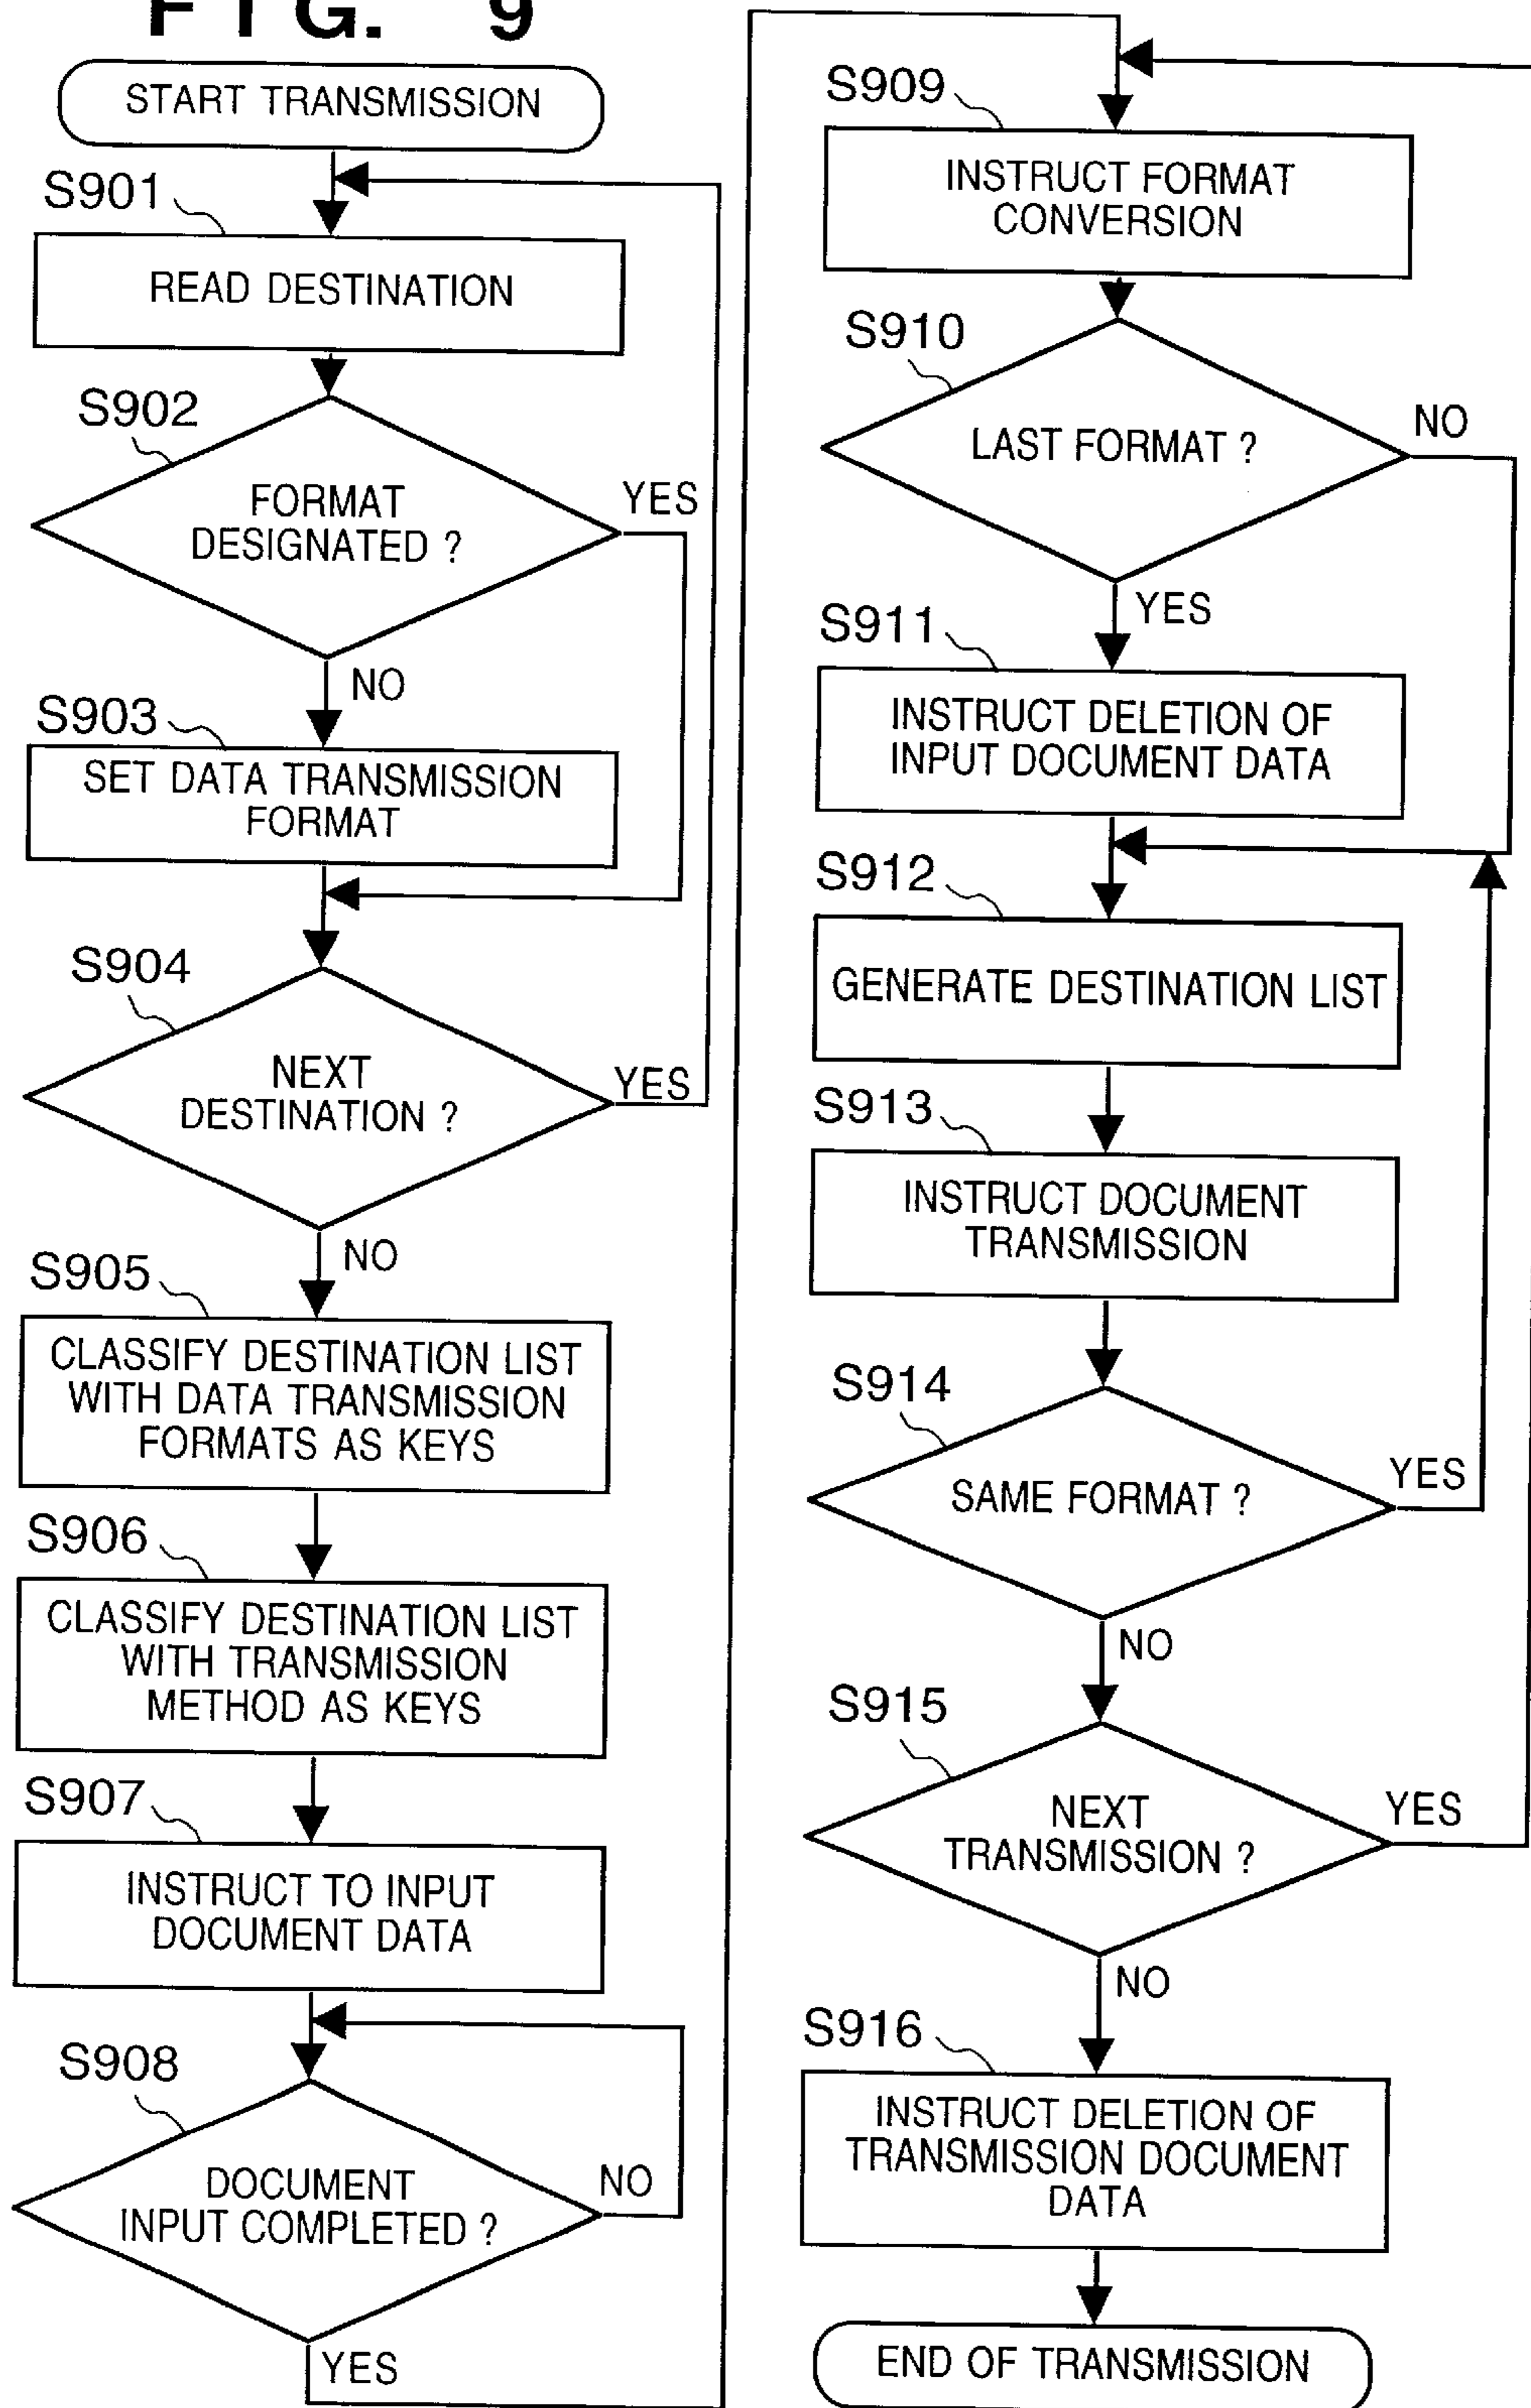 FIG. 9
START TRANSMISSION
S901
READ DESTINATION
S902
FORMAT
DESIGNATED ?
YES
NO
S903
SET DATA TRANSMISSION
FORMAT
S904
NEXT
DESTINATION ?
YES
NO
S905
CLASSIFY DESTINATION LIST
WITH DATA TRANSMISSION
FORMATS AS KEYS
S906
CLASSIFY DESTINATION LIST
WITH TRANSMISSION
METHOD AS KEYS
S907
INSTRUCT TO INPUT
DOCUMENT DATA
S908
DOCUMENT
INPUT COMPLETED ?
NO
YES
S909
INSTRUCT FORMAT
CONVERSION
S910
LAST FORMAT ?
NO
YES
S911
INSTRUCT DELETION OF
INPUT DOCUMENT DATA
S912
GENERATE DESTINATION LIST
S913
INSTRUCT DOCUMENT
TRANSMISSION
S914
SAME FORMAT ?
YES
NO
S915
NEXT
TRANSMISSION ?
YES
NO
S916
INSTRUCT DELETION OF
TRANSMISSION DOCUMENT
DATA
END OF TRANSMISSION